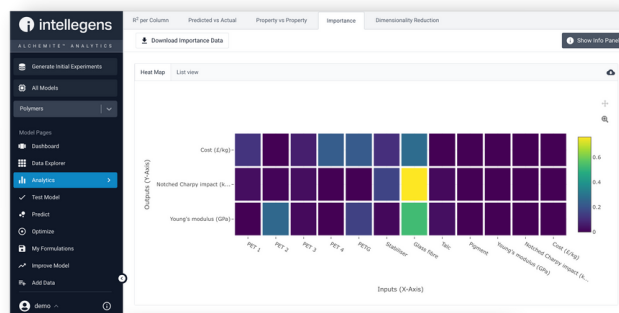 intellegens
ALCHEMITE™ ANALYTICS
Generate Initial Experiments
All Models
Polymers
Model Pages
Dashboard
Data Explorer
Analytics
Test Model
Predict
Optimize
My Formulations
Improve Model
Add Data
demo
R² per Column
Predicted vs Actual
Property vs Property
Importance
Dimensionality Reduction
Download Importance Data
Show Info Panel
Heat Map
List view
Outputs (Y-Axis)
Cost (£/kg)
Notched Charpy impact (k...
Young's modulus (GPa)
PET 1
PET 2
PET 3
PET 4
PETG
Stabiliser
Glass fibre
Talc
Pigment
Young's modulus (GPa)
Notched Charpy impact (k...
Cost (£/kg)
Inputs (X-Axis)
0.6
0.4
0.2
0